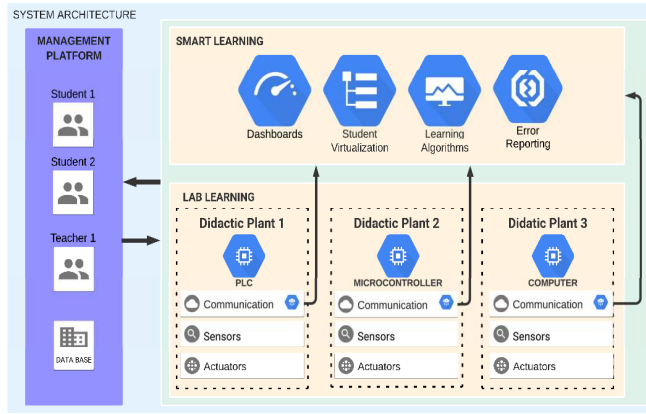 SYSTEM ARCHITECTURE
MANAGEMENT
PLATFORM
Student 1
Student 2
Teacher 1
DATA BASE
SMART LEARNING
Dashboards
Student
Virtualization
Learning
Algorithms
Error
Reporting
LAB LEARNING
Didactic Plant 1
PLC
Communication
Sensors
Actuators
Didactic Plant 2
MICROCONTROLLER
Communication
Sensors
Actuators
Didatic Plant 3
COMPUTER
Communication
Sensors
Actuators